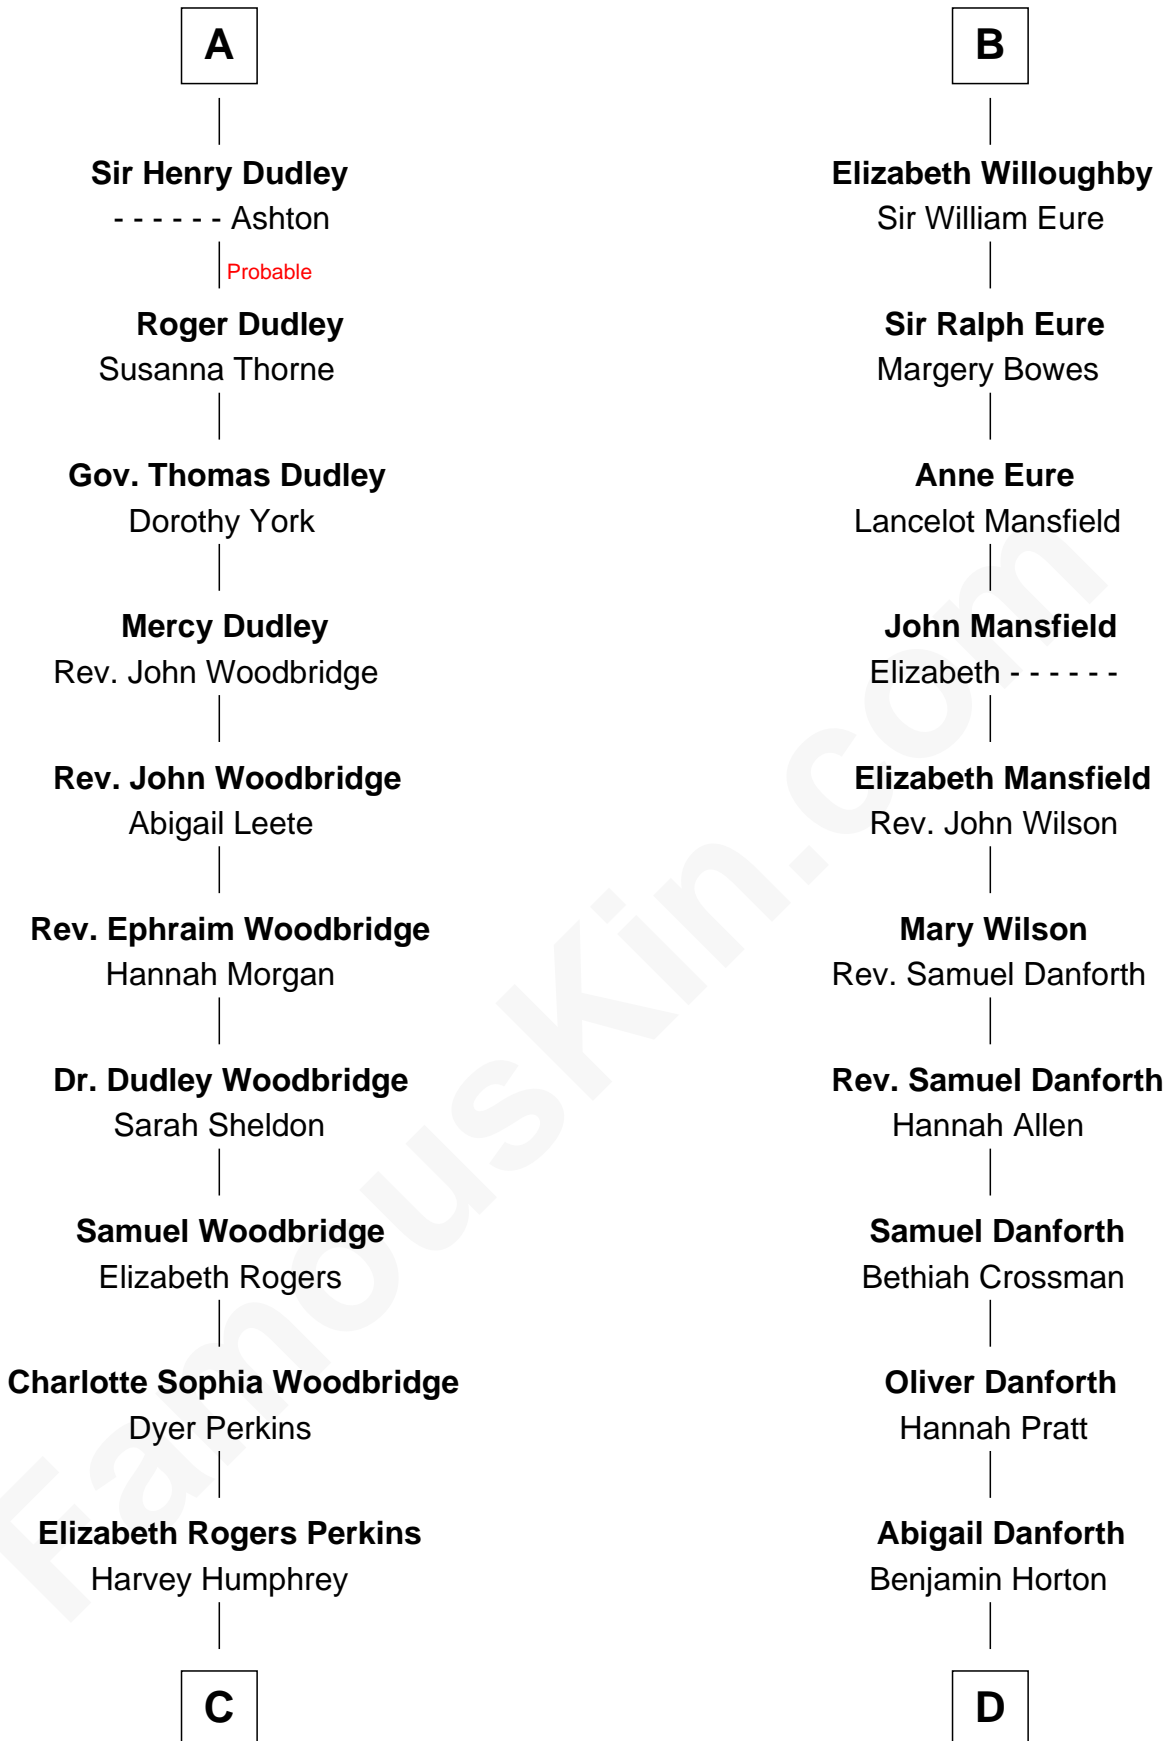 A
Sir Henry Dudley
- - - - - - Ashton
Probable
Roger Dudley
Susanna Thorne
Gov. Thomas Dudley
Dorothy York
Mercy Dudley
Rev. John Woodbridge
Rev. John Woodbridge
Abigail Leete
Rev. Ephraim Woodbridge
Hannah Morgan
Dr. Dudley Woodbridge
Sarah Sheldon
Samuel Woodbridge
Elizabeth Rogers
Charlotte Sophia Woodbridge
Dyer Perkins
Elizabeth Rogers Perkins
Harvey Humphrey
C
B
Elizabeth Willoughby
Sir William Eure
Sir Ralph Eure
Margery Bowes
Anne Eure
Lancelot Mansfield
John Mansfield
Elizabeth - - - - - -
Elizabeth Mansfield
Rev. John Wilson
Mary Wilson
Rev. Samuel Danforth
Rev. Samuel Danforth
Hannah Allen
Samuel Danforth
Bethiah Crossman
Oliver Danforth
Hannah Pratt
Abigail Danforth
Benjamin Horton
D
FamousKin.com